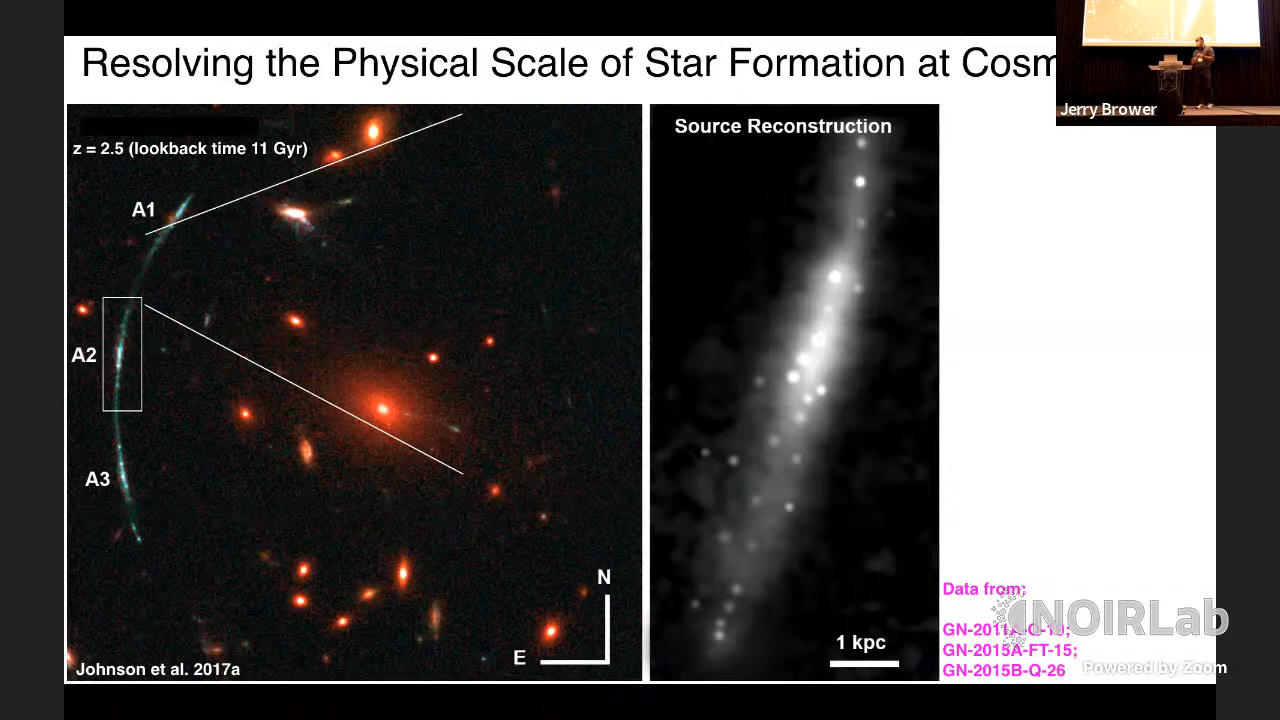 Resolving the Physical Scale of Star Formation at Cosm
Jerry Brower
z = 2.5 (lookback time 11 Gyr)
A1
A2
A3
N
E
Johnson et al. 2017a
Source Reconstruction
1 kpc
Data from:
GN-2015A-FT-15;
GN-2015B-Q-26
NOIRLab
Powered by Zoom